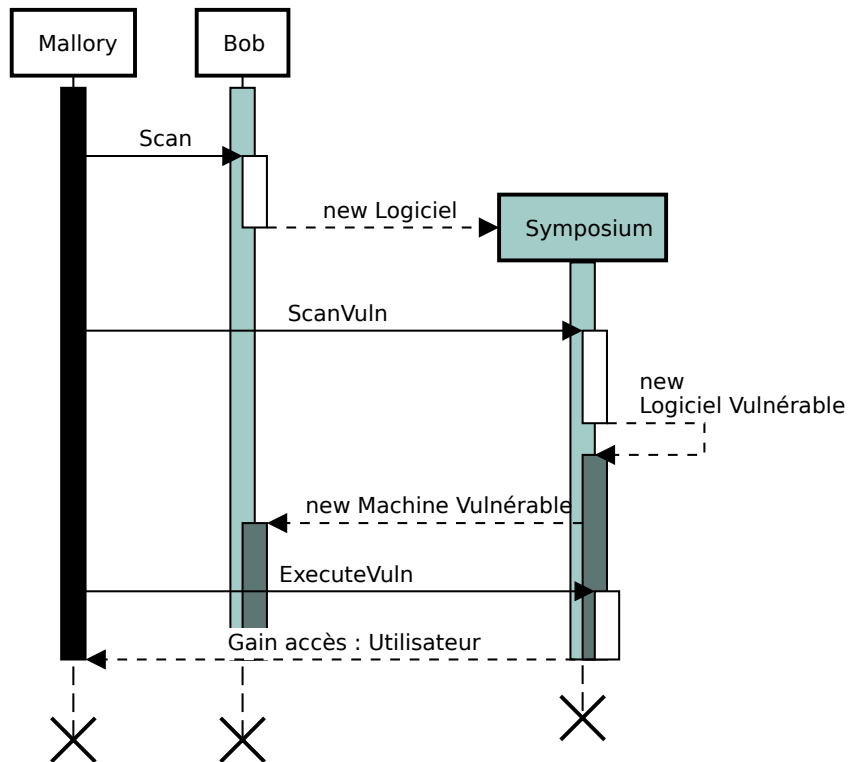 Mallory
Bob
Scan
new Logiciel
Symposium
ScanVuln
new
Logiciel Vulnérable
new Machine Vulnérable
ExecuteVuln
Gain accès : Utilisateur